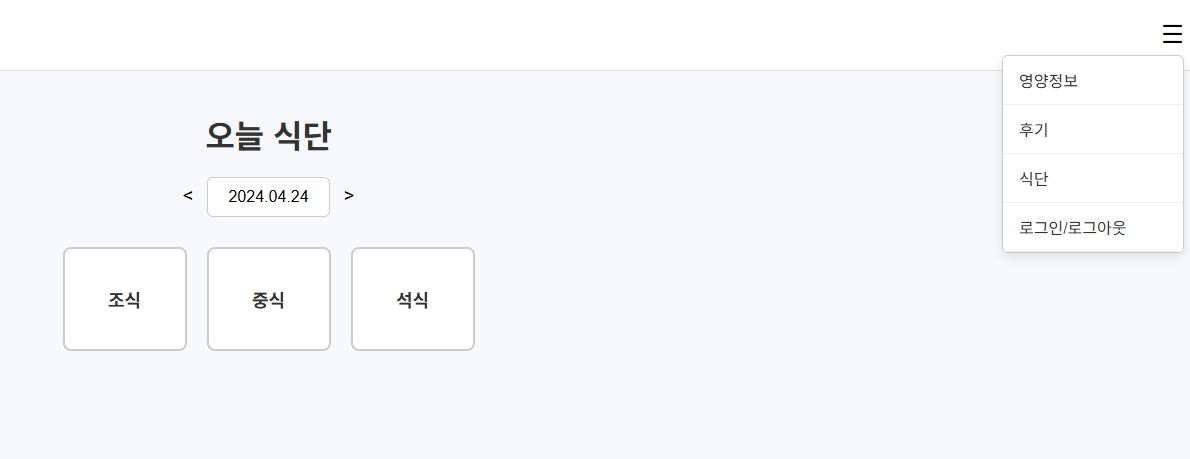 ☰
영양정보
후기
식단
로그인/로그아웃
오늘 식단
< 2024.04.24 >
조식 중식 석식